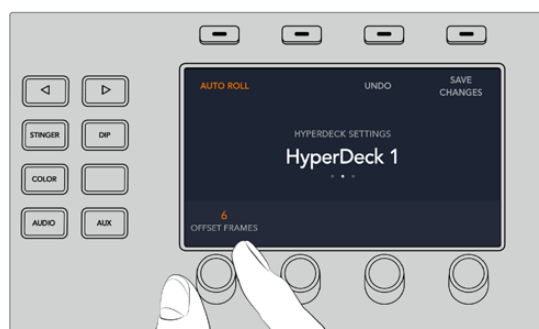 AUTO ROLL
UNDO
SAVE
CHANGES
HYPERDECK SETTINGS
HyperDeck 1
6
OFFSET FRAMES
STINGER
DIP
COLOR
AUDIO
AUX